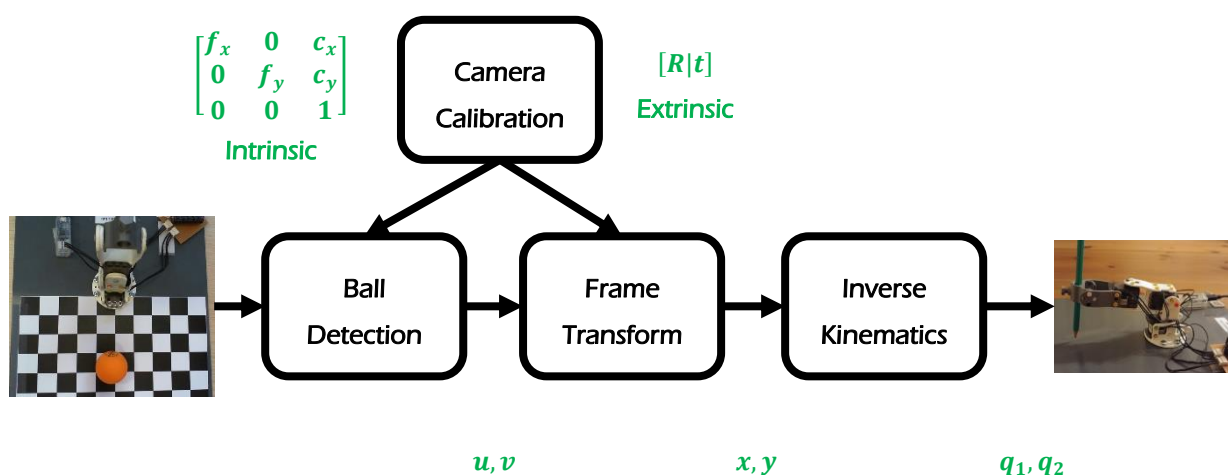 f_x 0 c_x
0 f_y c_y
0 0 1
Intrinsic
Camera
Calibration
[R|t]
Extrinsic
Ball
Detection
Frame
Transform
Inverse
Kinematics
u, v
x, y
q_1, q_2